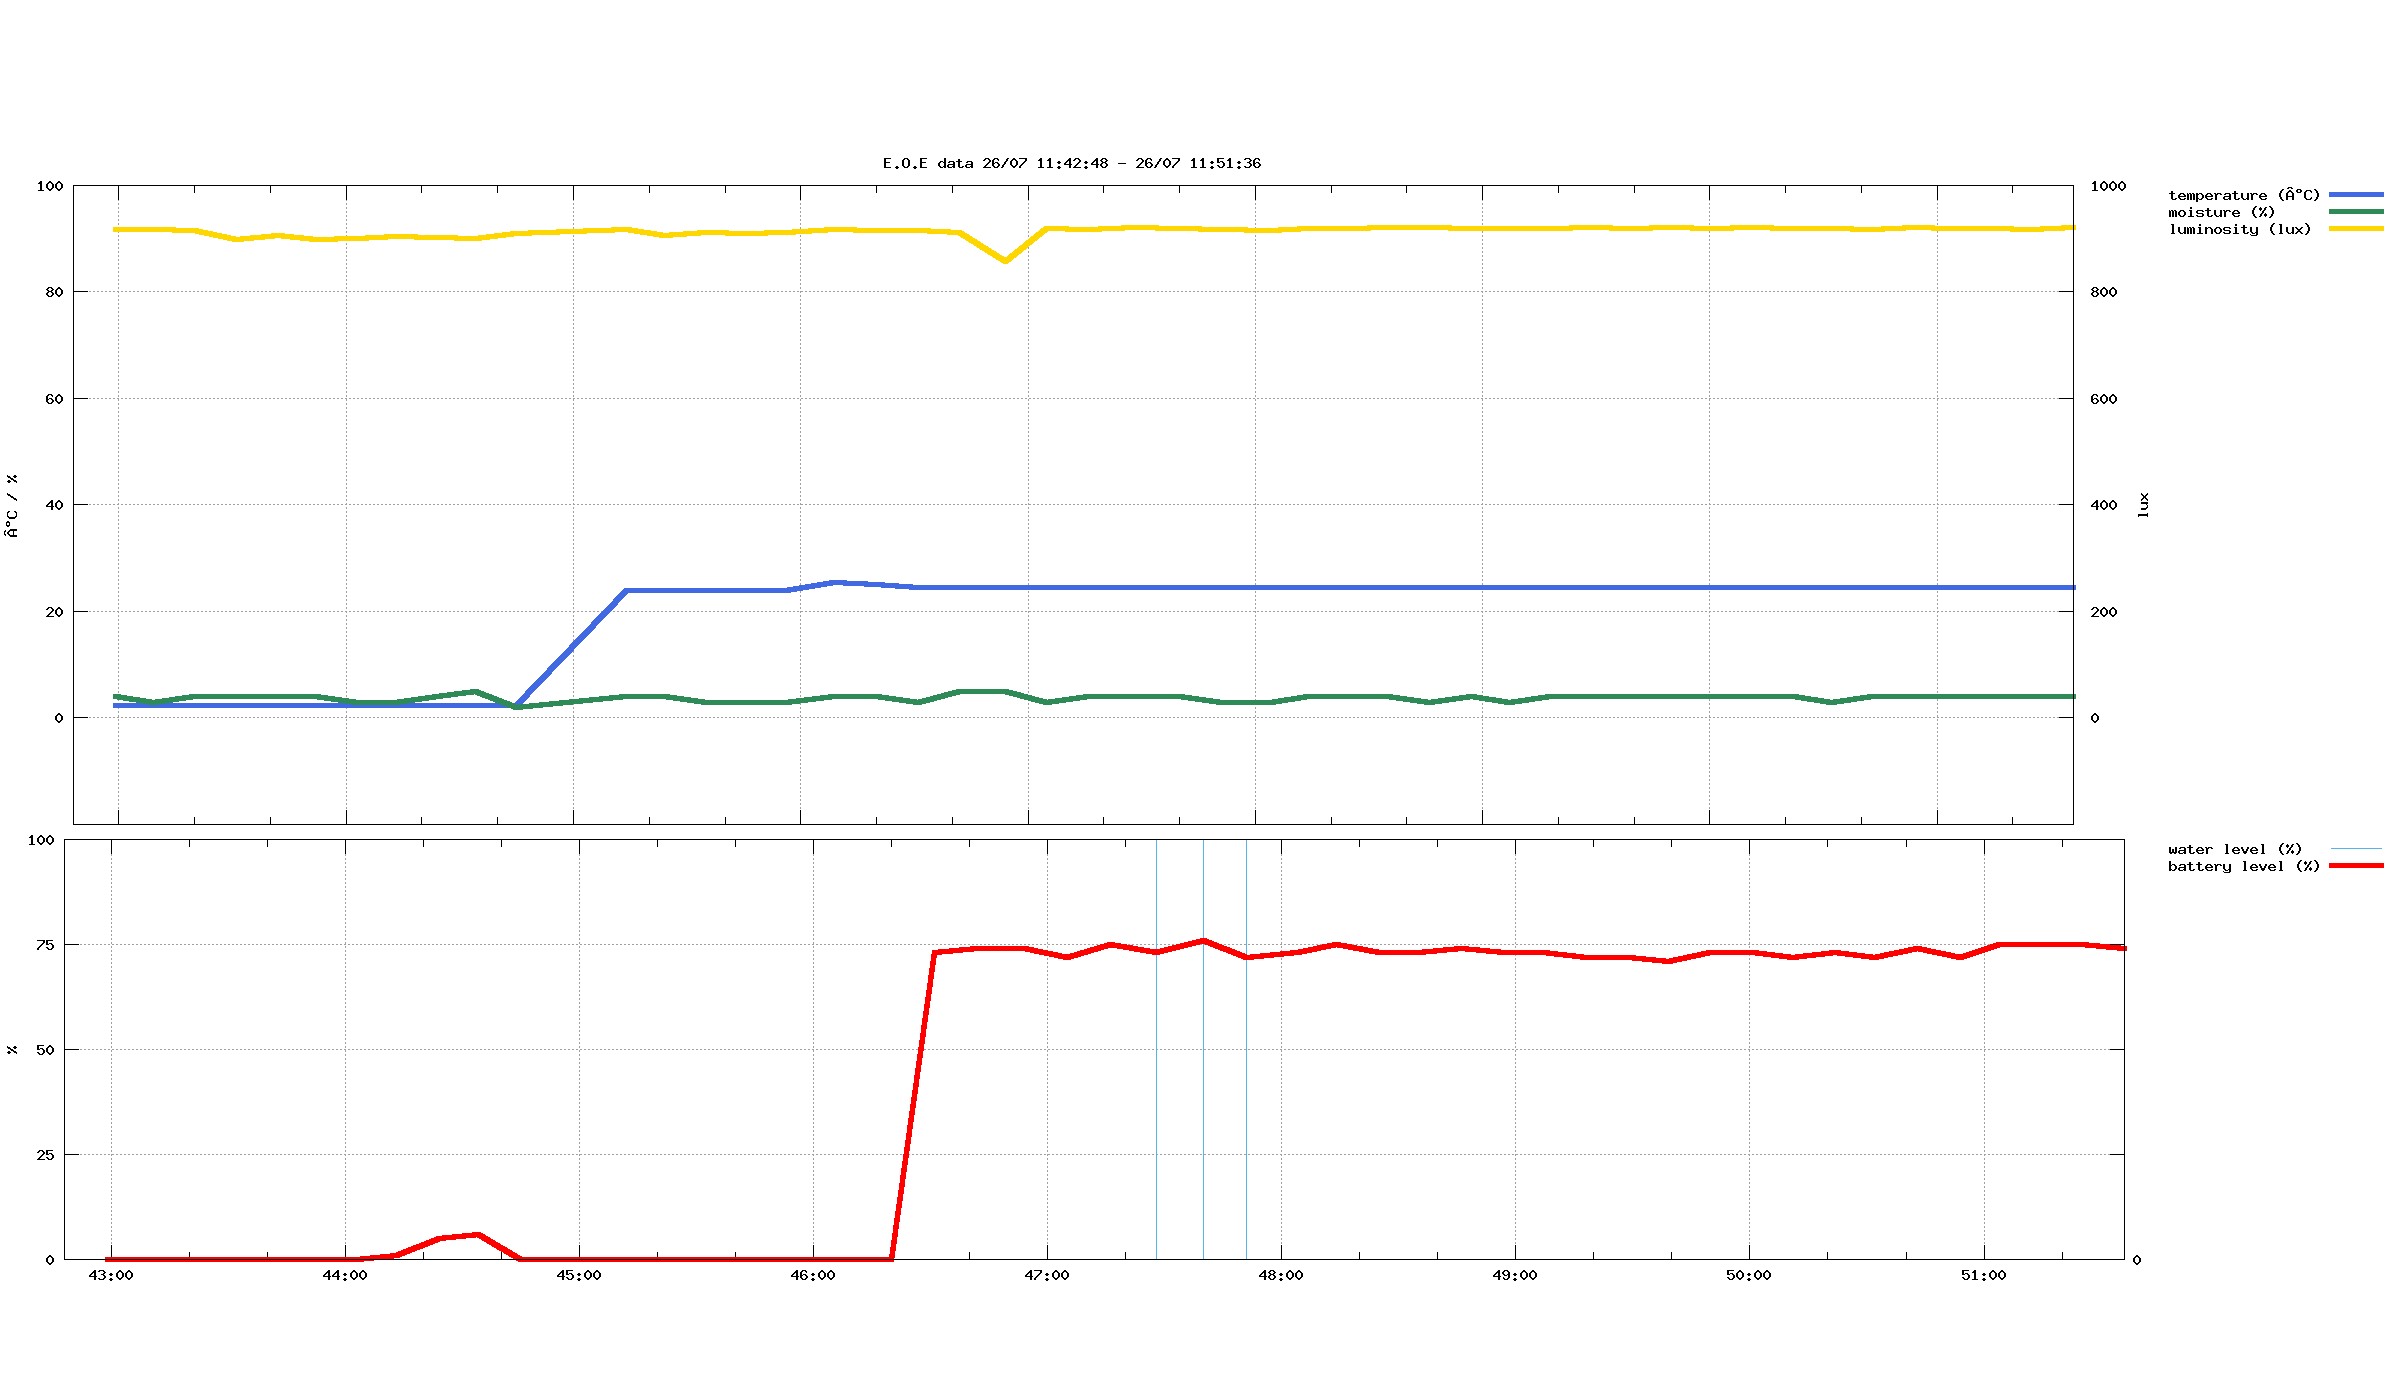 E.O.E data 26/07 11:42:48 - 26/07 11:51:36
100
80
60
40
20
0
Â°C / %
1000
800
600
400
200
0
lux
temperature (Â°C)
moisture (%)
luminosity (lux)
100
75
50
25
0
%
0
water level (%)
battery level (%)
43:00 44:00 45:00 46:00 47:00 48:00 49:00 50:00 51:00